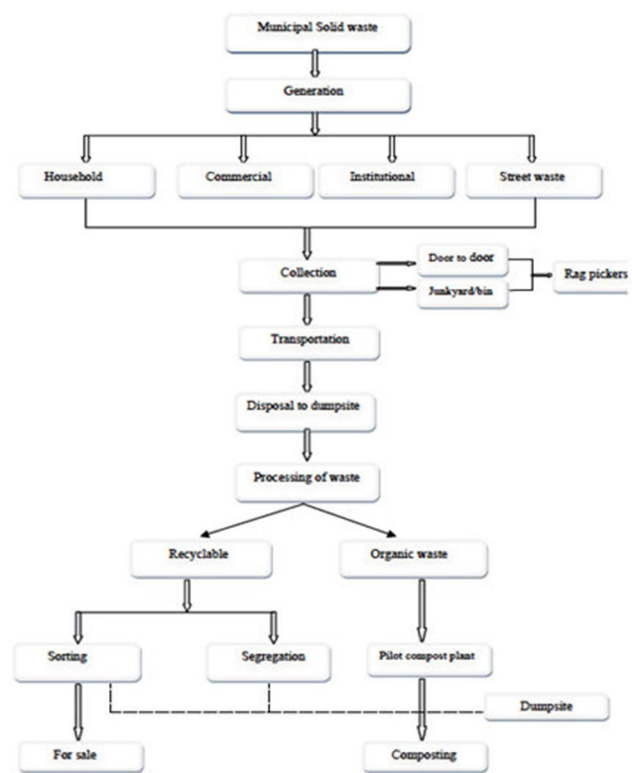 Municipal Solid waste
Generation
Household
Commercial
Institutional
Street waste
Collection
Door to door
Junkyard/bin
Rag pickers
Transportation
Disposal to dumpsite
Processing of waste
Recyclable
Organic waste
Sorting
Segregation
Pilot compost plant
Dumpsite
For sale
Composting